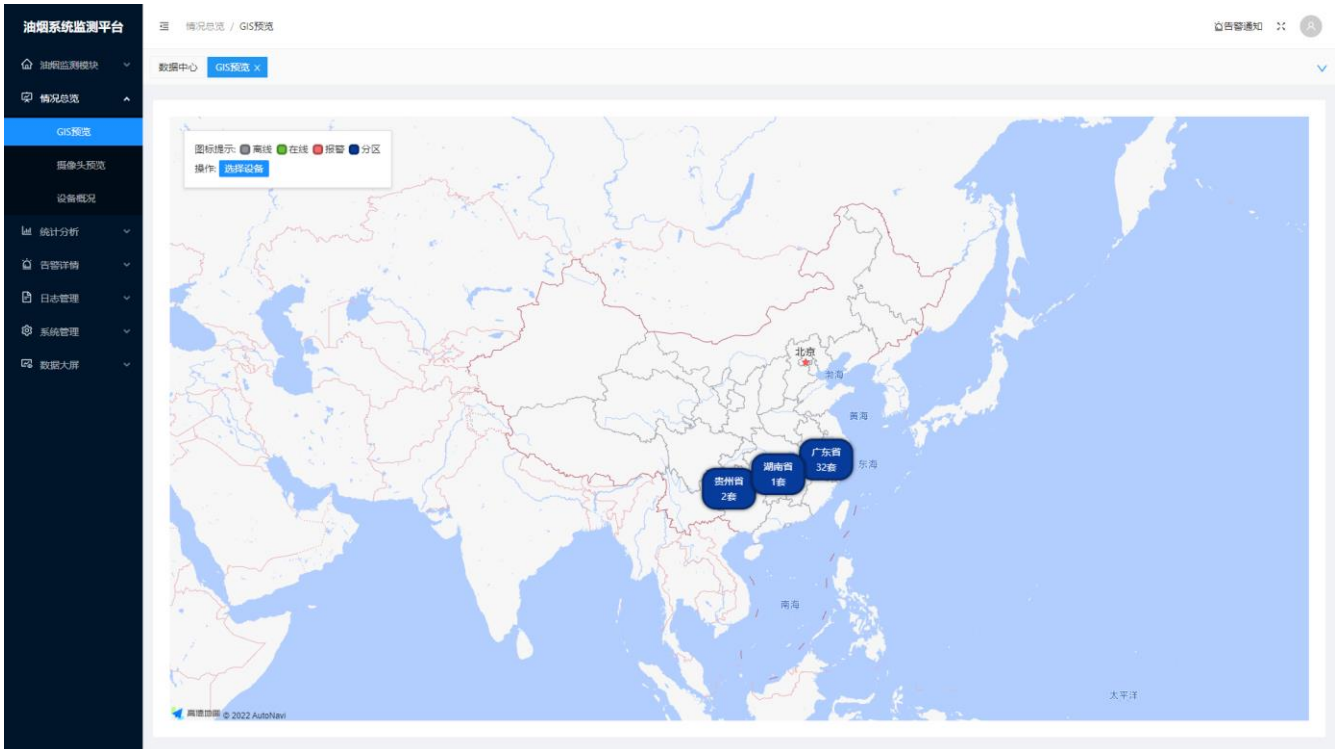 油烟系统监测平台
情况总览 / GIS预览
告警通知
油烟监测模块
情况总览
GIS预览
摄像头预览
设备概况
统计分析
告警详情
日志管理
系统管理
数据大屏
数据中心
GIS预览 ×
图标提示: 离线 在线 报警 分区
操作: 选择设备
北京
渤海
黄海
东海
广东省
32套
湖南省
1套
贵州省
2套
南海
太平洋
高德地图 © 2022 AutoNavi